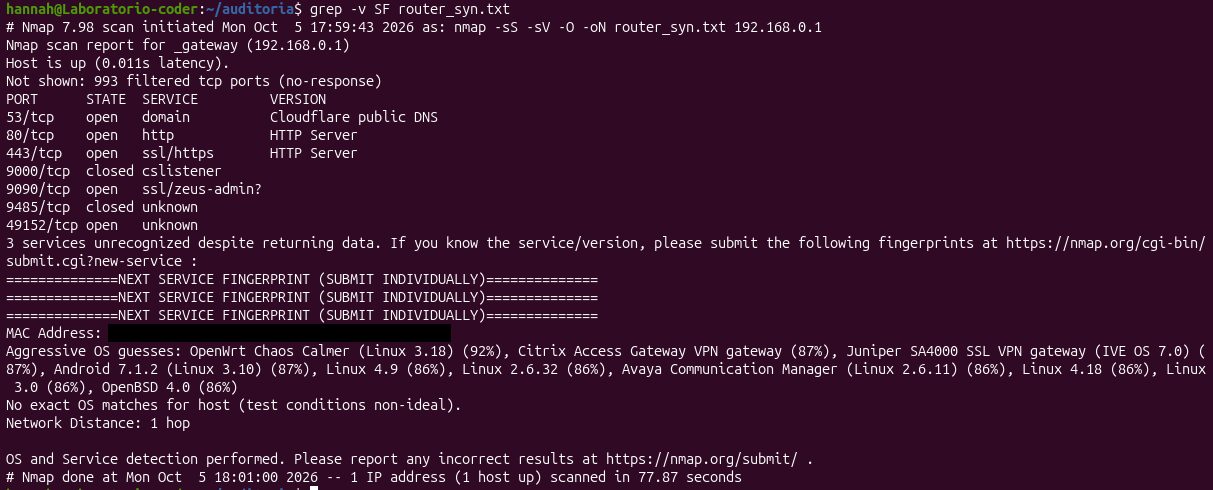 hannah@Laboratorio-coder:~/auditoria$ grep -v SF router_syn.txt
# Nmap 7.98 scan initiated Mon Oct  5 17:59:43 2026 as: nmap -sS -sV -O -oN router_syn.txt 192.168.0.1
Nmap scan report for _gateway (192.168.0.1)
Host is up (0.011s latency).
Not shown: 993 filtered tcp ports (no-response)
PORT      STATE  SERVICE         VERSION
53/tcp    open   domain          Cloudflare public DNS
80/tcp    open   http            HTTP Server
443/tcp   open   ssl/https       HTTP Server
9000/tcp  closed cslistener
9090/tcp  open   ssl/zeus-admin?
9485/tcp  closed unknown
49152/tcp open   unknown
3 services unrecognized despite returning data. If you know the service/version, please submit the following fingerprints at https://nmap.org/cgi-bin/
submit.cgi?new-service :
==============NEXT SERVICE FINGERPRINT (SUBMIT INDIVIDUALLY)==============
==============NEXT SERVICE FINGERPRINT (SUBMIT INDIVIDUALLY)==============
==============NEXT SERVICE FINGERPRINT (SUBMIT INDIVIDUALLY)==============
MAC Address:
Aggressive OS guesses: OpenWrt Chaos Calmer (Linux 3.18) (92%), Citrix Access Gateway VPN gateway (87%), Juniper SA4000 SSL VPN gateway (IVE OS 7.0) (
87%), Android 7.1.2 (Linux 3.10) (87%), Linux 4.9 (86%), Linux 2.6.32 (86%), Avaya Communication Manager (Linux 2.6.11) (86%), Linux 4.18 (86%), Linux
 3.0 (86%), OpenBSD 4.0 (86%)
No exact OS matches for host (test conditions non-ideal).
Network Distance: 1 hop

OS and Service detection performed. Please report any incorrect results at https://nmap.org/submit/ .
# Nmap done at Mon Oct  5 18:01:00 2026 -- 1 IP address (1 host up) scanned in 77.87 seconds